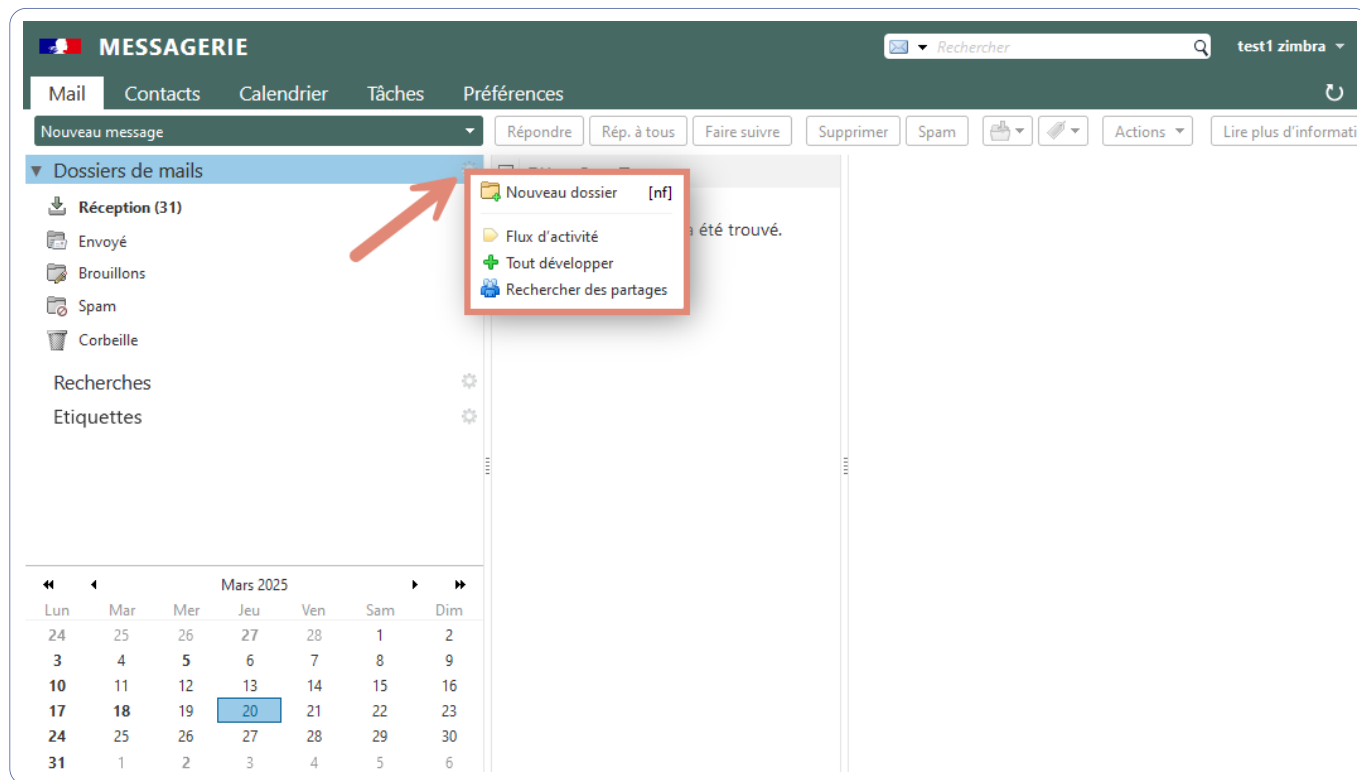 MESSAGERIE
Rechercher
test1 zimbra
Mail Contacts Calendrier Tâches Préférences
Nouveau message
Répondre Rép. à tous Faire suivre Supprimer Spam Actions Lire plus d'informati
Dossiers de mails
Nouveau dossier [nf]
Réception (31)
été trouvé.
Flux d'activité
Envoyé
Tout développer
Brouillons
Rechercher des partages
Spam
Corbeille
Recherches
Etiquettes
Mars 2025
Lun Mar Mer Jeu Ven Sam Dim
24 25 26 27 28 1 2
3 4 5 6 7 8 9
10 11 12 13 14 15 16
17 18 19 20 21 22 23
24 25 26 27 28 29 30
31 1 2 3 4 5 6